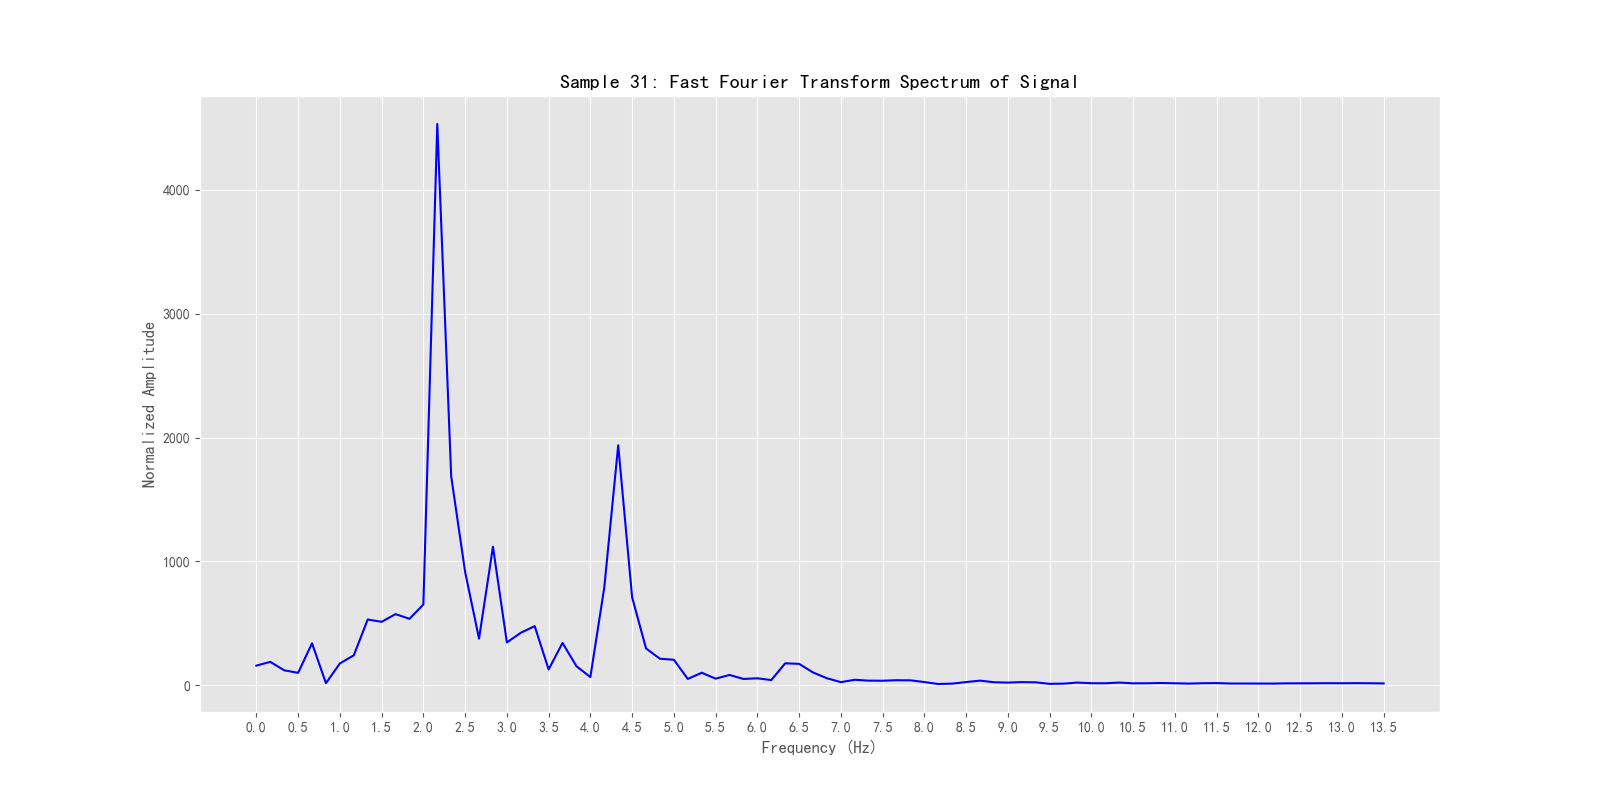 Sample 31: Fast Fourier Transform Spectrum of Signal
Normalized Amplitude
4000
3000
2000
1000
0
0.0 0.5 1.0 1.5 2.0 2.5 3.0 3.5 4.0 4.5 5.0 5.5 6.0 6.5 7.0 7.5 8.0 8.5 9.0 9.5 10.0 10.5 11.0 11.5 12.0 12.5 13.0 13.5
Frequency (Hz)